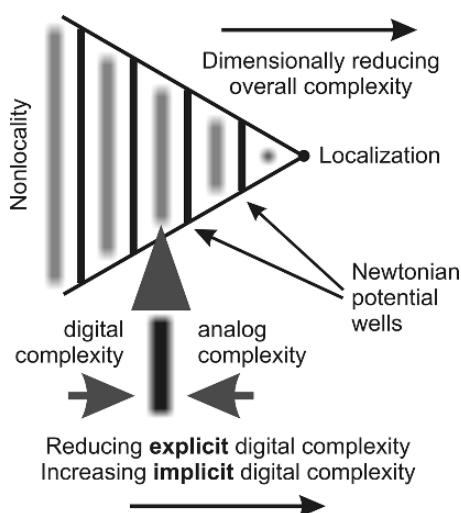 Dimensionally reducing
overall complexity
Nonlocality
Localization
Newtonian
potential
wells
digital
complexity
analog
complexity
Reducing explicit digital complexity
Increasing implicit digital complexity